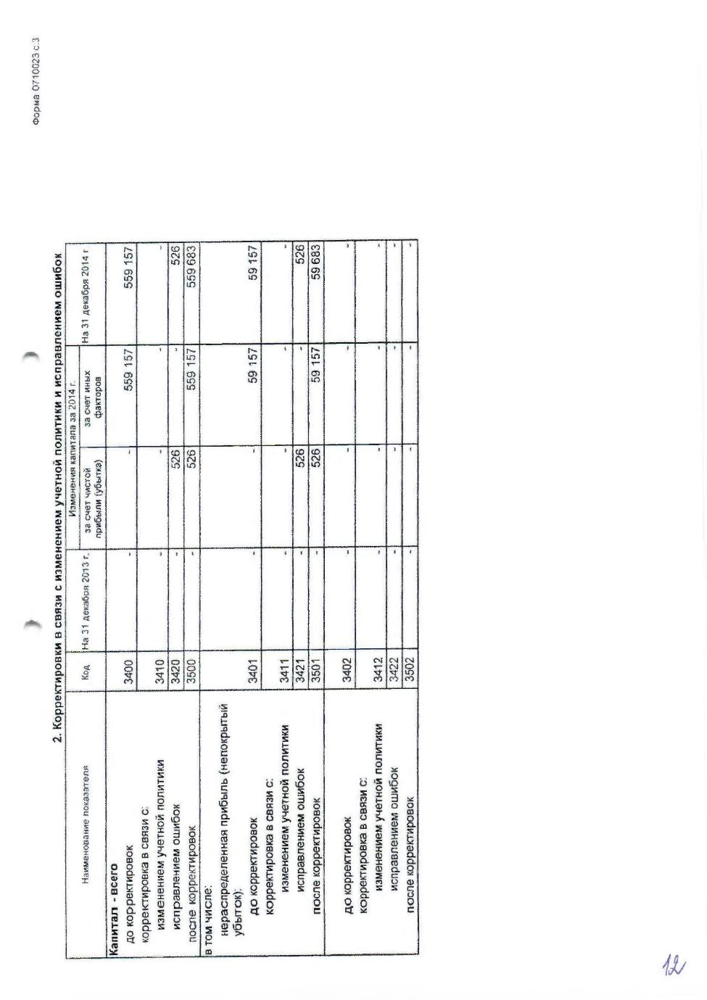 Форма 0710023 с.3
2. Корректировки в связи с изменением учетной политики и исправлением ошибок
Наименование показателя Код На 31 декабря 2013 г. Изменения капитала за 2014 г. На 31 декабря 2014 г
за счет чистой прибыли (убытка) за счет иных факторов
Капитал - всего
до корректировок 3400 - - 559 157 559 157
корректировка в связи с:
изменением учетной политики 3410 - - - -
исправлением ошибок 3420 - 526 - 526
после корректировок 3500 - 526 559 157 559 683
в том числе:
нераспределенная прибыль (непокрытый
убыток):
до корректировок 3401 - - 59 157 59 157
корректировка в связи с:
изменением учетной политики 3411 - - - -
исправлением ошибок 3421 - 526 - 526
после корректировок 3501 - 526 59 157 59 683
до корректировок 3402 - - - -
корректировка в связи с:
изменением учетной политики 3412 - - - -
исправлением ошибок 3422 - - - -
после корректировок 3502 - - - -
12